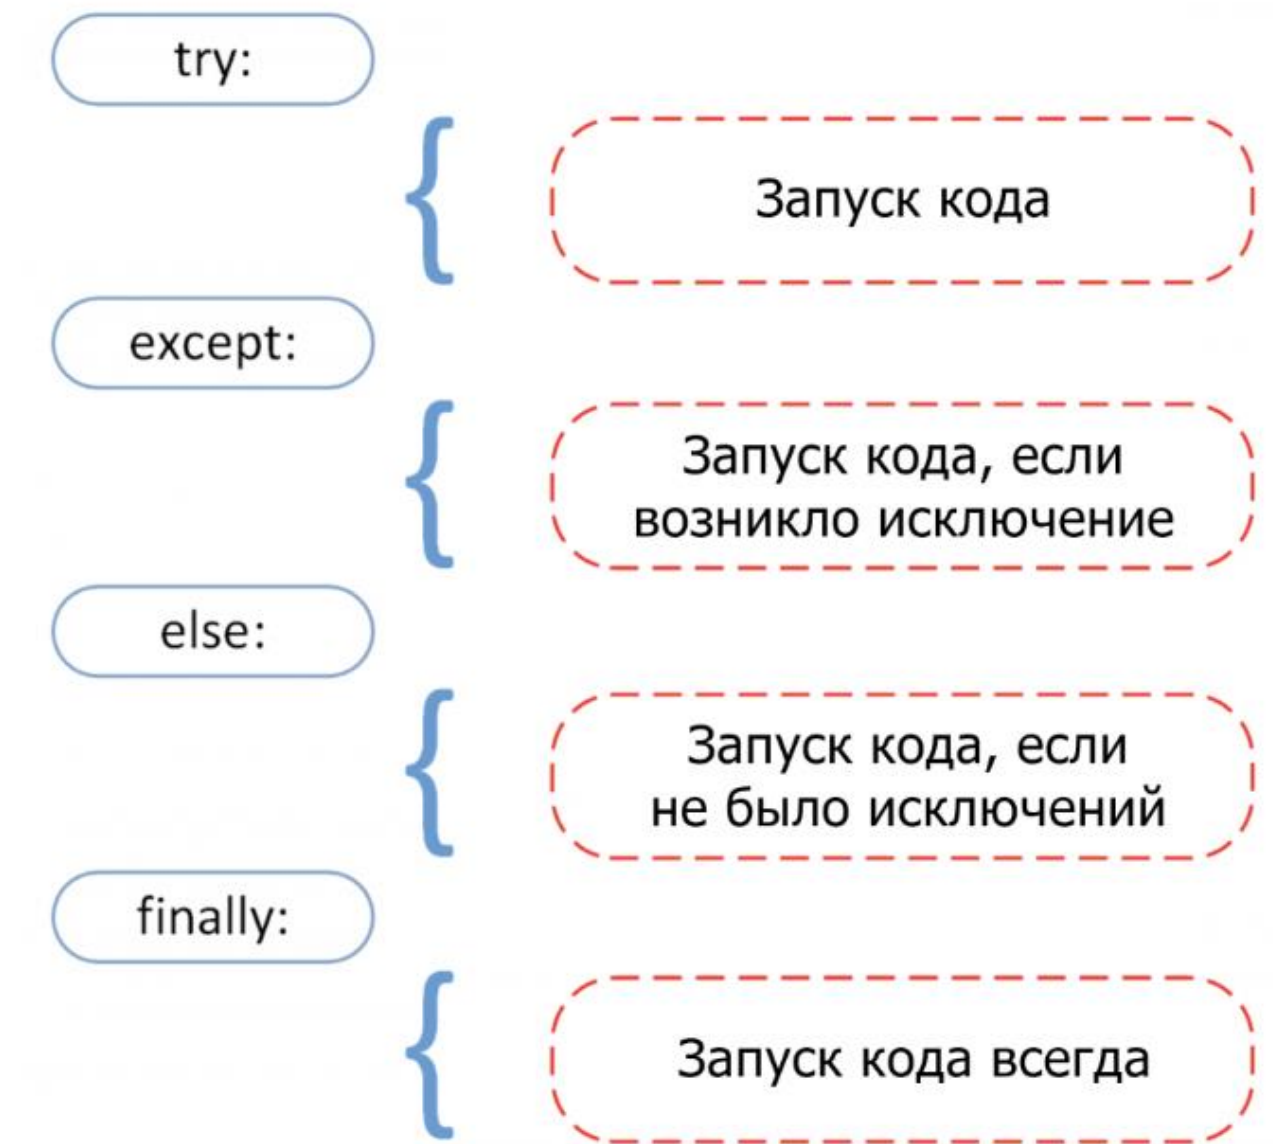 try:
Запуск кода
except:
Запуск кода, если
возникло исключение
else:
Запуск кода, если
не было исключений
finally:
Запуск кода всегда